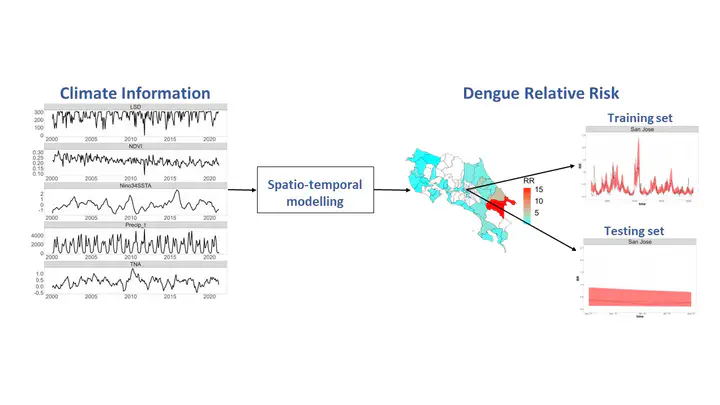 Climate Information
LSD
300
200
100
0
2000 2005 2010 2015 2020
NDVI
0.30
0.25
0.20
0.15
0.10
2000 2005 2010 2015 2020
Nino34SSTA
2
1
0
-1
2000 2005 2010 2015 2020
Precip_t
4000
2000
0
2000 2005 2010 2015 2020
TNA
1.0
0.5
0.0
-0.5
2000 2005 2010 2015 2020
Spatio-temporal
modelling
Dengue Relative Risk
RR
15
10
5
Training set
San Jose
time
Testing set
San Jose
time